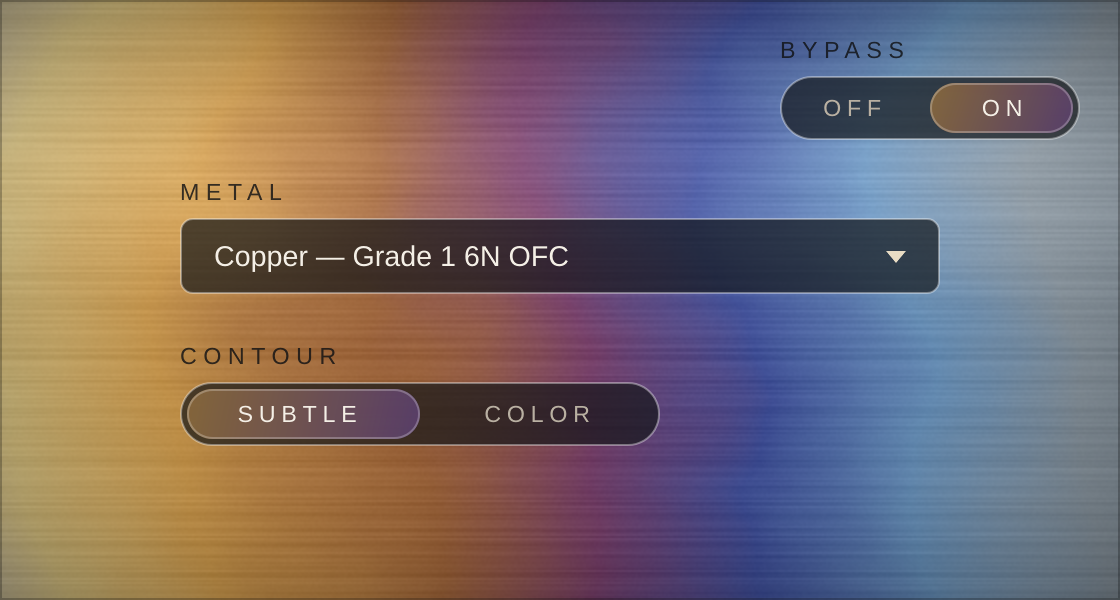 BYPASS
OFF ON
METAL
Copper — Grade 1 6N OFC
CONTOUR
SUBTLE COLOR